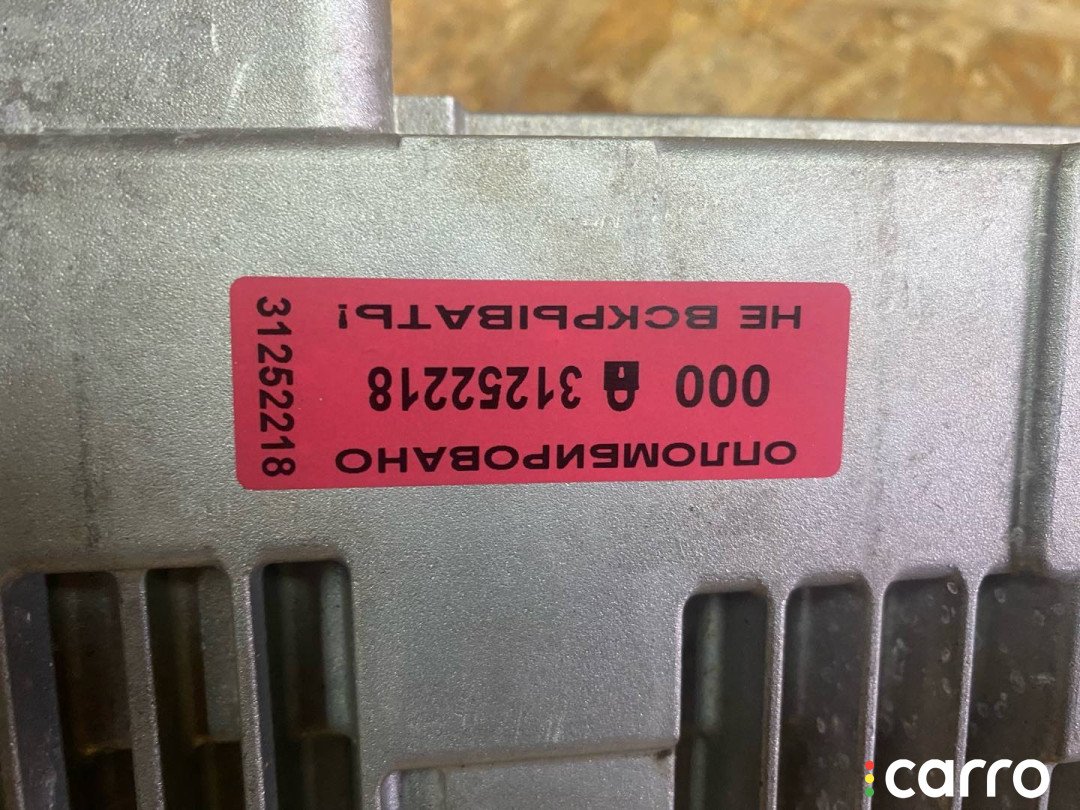 ОПЛОМБИРОВАНО
000 31252218
НЕ ВСКРЫВАТЬ!
31252218
carro